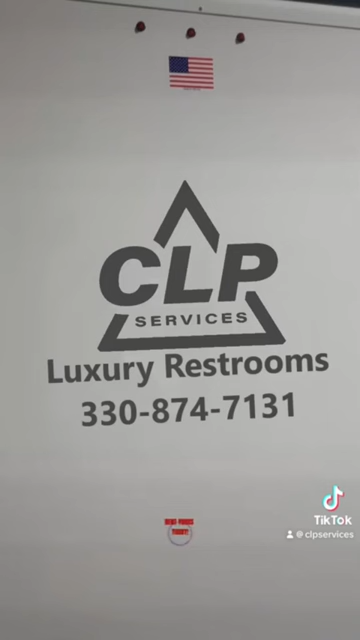 CLP
SERVICES
Luxury Restrooms
330-874-7131
TikTok
@clpservices